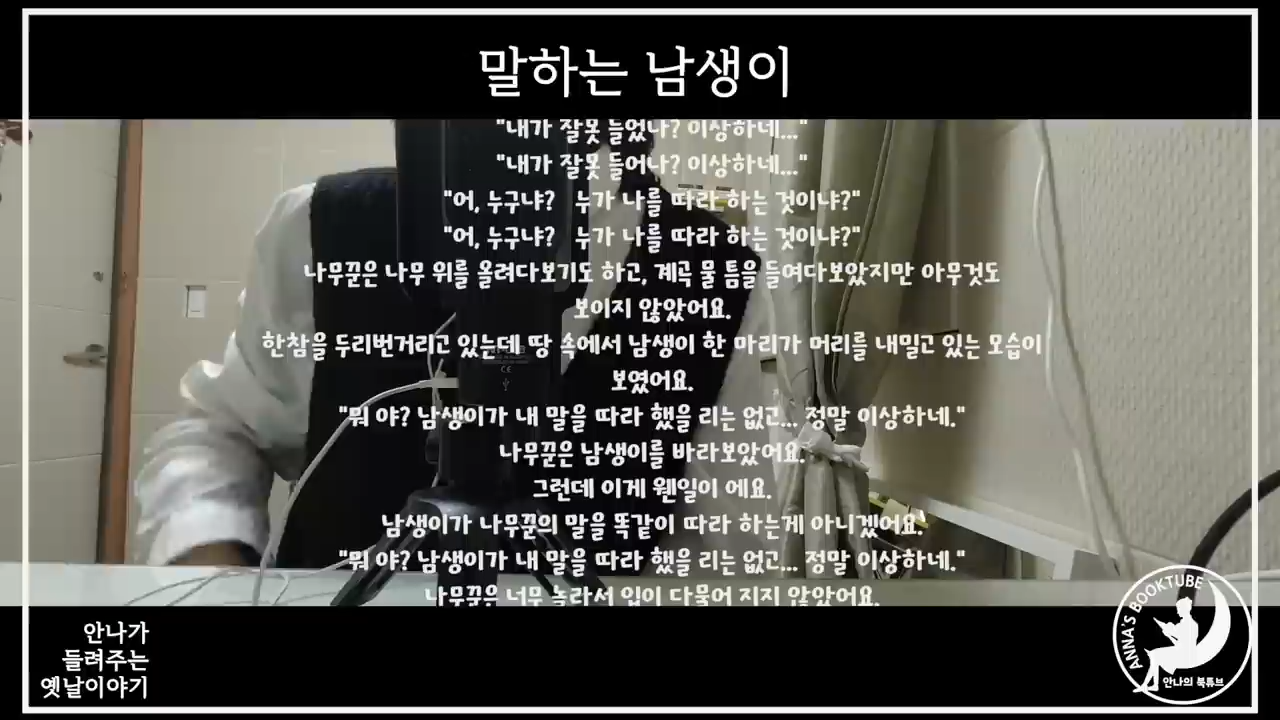 말하는 남생이
"내가 잘못 들었나? 이상하네..."
"내가 잘못 들어나? 이상하네..."
"어, 누구냐? 누가 나를 따라 하는 것이냐?"
"어, 누구냐? 누가 나를 따라 하는 것이냐?"
나무꾼은 나무 위를 올려다보기도 하고, 계곡 물 틈을 들여다보았지만 아무것도
보이지 않았어요.
한참을 두리번거리고 있는데 땅 속에서 남생이 한 마리가 머리를 내밀고 있는 모습이
보였어요.
"뭐 야? 남생이가 내 말을 따라 했을 리는 없고... 정말 이상하네."
나무꾼은 남생이를 바라보았어요.
그런데 이게 웬일이 에요.
남생이가 나무꾼의 말을 똑같이 따라 하는게 아니겠어요.
"뭐 야? 남생이가 내 말을 따라 했을 리는 없고... 정말 이상하네."
나무꾼은 너무 놀라서 입이 다물어 지지 않았어요.
안나가
들려주는
옛날이야기
ANNA'S BOOKTUBE
안나의 북튜브